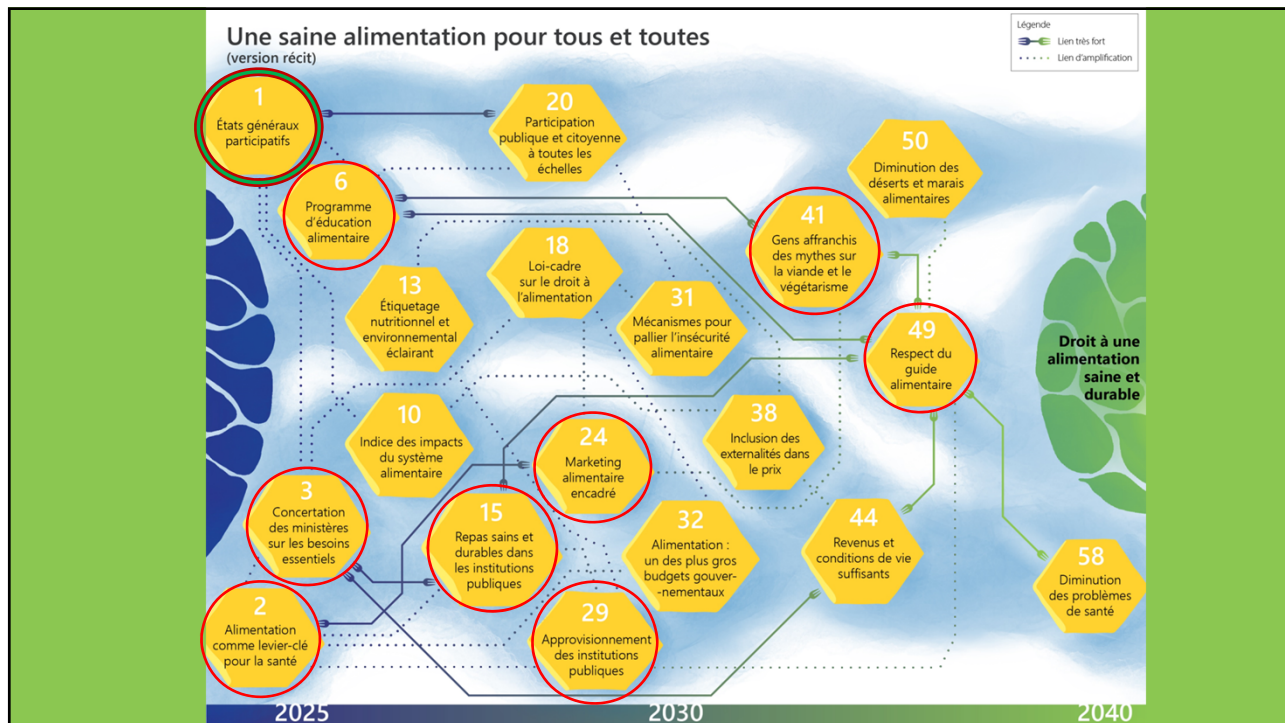 Une saine alimentation pour tous et toutes
(version récit)
Légende
Lien très fort
Lien d'amplification
1
États généraux
participatifs
20
Participation
publique et citoyenne
à toutes les
échelles
50
Diminution des
déserts et marais
alimentaires
6
Programme
d'éducation
alimentaire
41
Gens affranchis
des mythes sur
la viande et le
végétarisme
18
Loi-cadre
sur le droit à
l'alimentation
13
Étiquetage
nutritionnel et
environnemental
éclairant
31
Mécanismes pour
pallier l'insécurité
alimentaire
49
Respect du
guide
alimentaire
Droit à une
alimentation
saine et
durable
10
Indice des impacts
du système
alimentaire
24
Marketing
alimentaire
encadré
38
Inclusion des
externalités dans
le prix
3
Concertation
des ministères
sur les besoins
essentiels
15
Repas sains et
durables dans
les institutions
publiques
32
Alimentation :
un des plus gros
budgets gouver-
-nementaux
44
Revenus et
conditions de vie
suffisants
58
Diminution
des problèmes
de santé
2
Alimentation
comme levier-clé
pour la santé
29
Approvisionnement
des institutions
publiques
2025
2030
2040